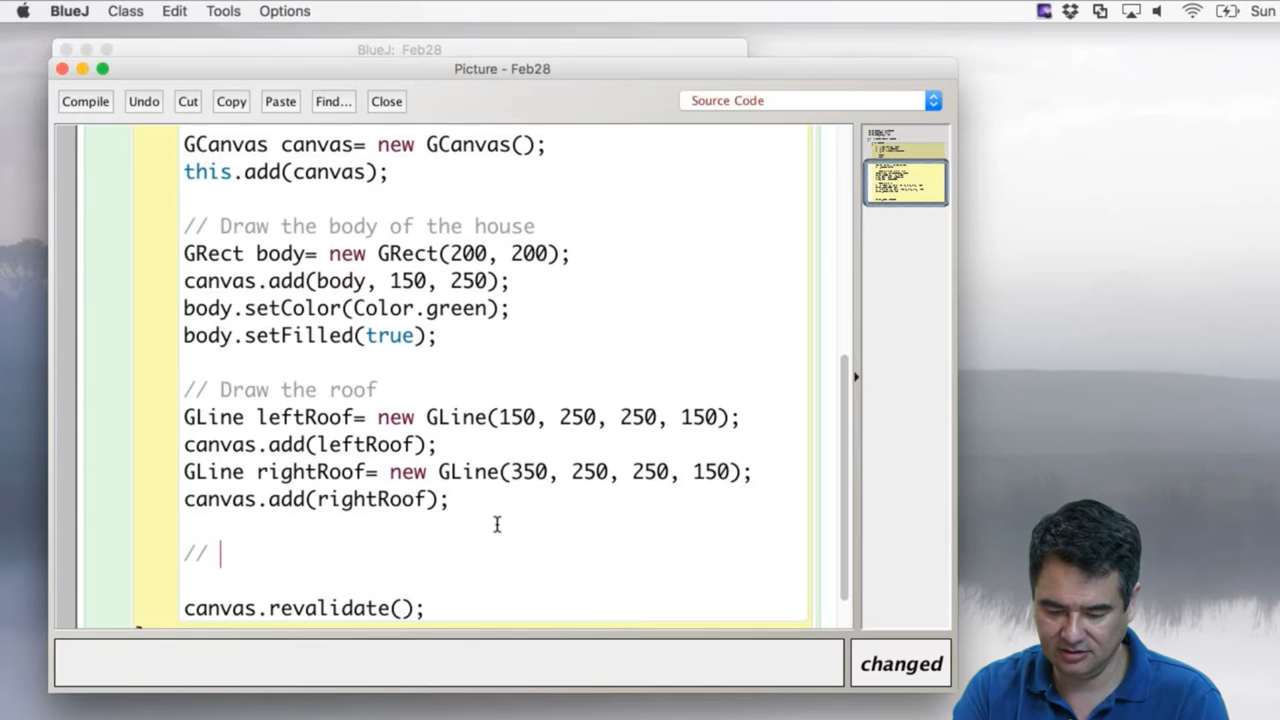 BlueJ Class Edit Tools Options Sun
BlueJ: Feb28
Picture - Feb28
Compile Undo Cut Copy Paste Find... Close Source Code
GCanvas canvas= new GCanvas();
this.add(canvas);
// Draw the body of the house
GRect body= new GRect(200, 200);
canvas.add(body, 150, 250);
body.setColor(Color.green);
body.setFilled(true);
// Draw the roof
GLine leftRoof= new GLine(150, 250, 250, 150);
canvas.add(leftRoof);
GLine rightRoof= new GLine(350, 250, 250, 150);
canvas.add(rightRoof);
//
canvas.revalidate();
changed